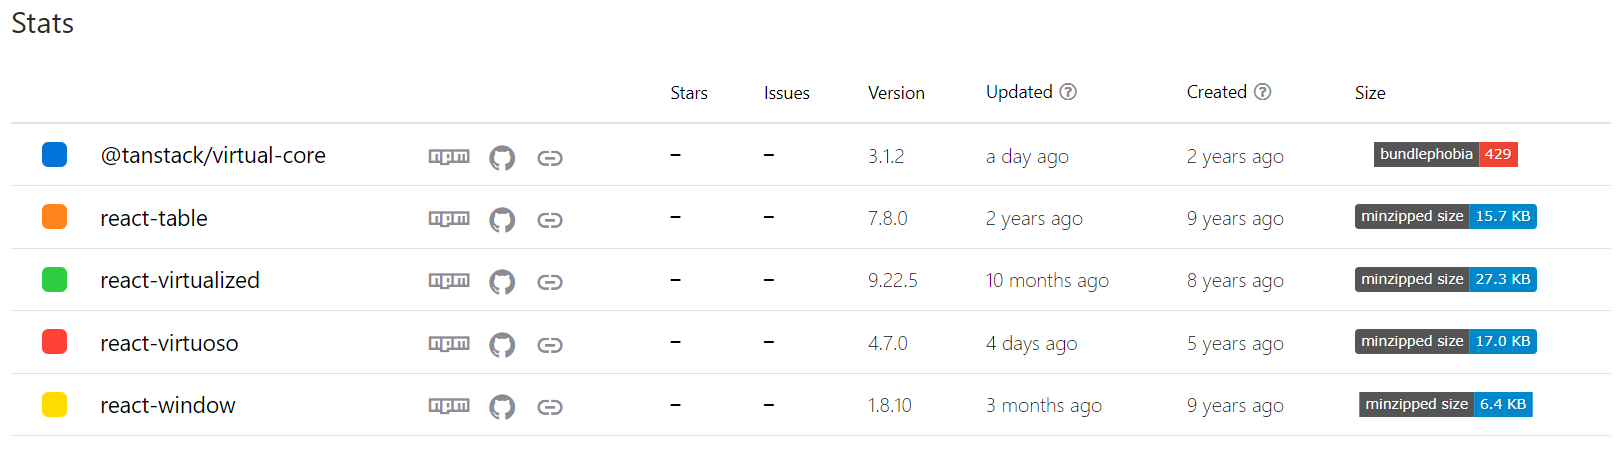 Stats
Stars Issues Version Updated ? Created ? Size
@tanstack/virtual-core npm – – 3.1.2 a day ago 2 years ago bundlephobia 429
react-table npm – – 7.8.0 2 years ago 9 years ago minzipped size 15.7 KB
react-virtualized npm – – 9.22.5 10 months ago 8 years ago minzipped size 27.3 KB
react-virtuoso npm – – 4.7.0 4 days ago 5 years ago minzipped size 17.0 KB
react-window npm – – 1.8.10 3 months ago 9 years ago minzipped size 6.4 KB